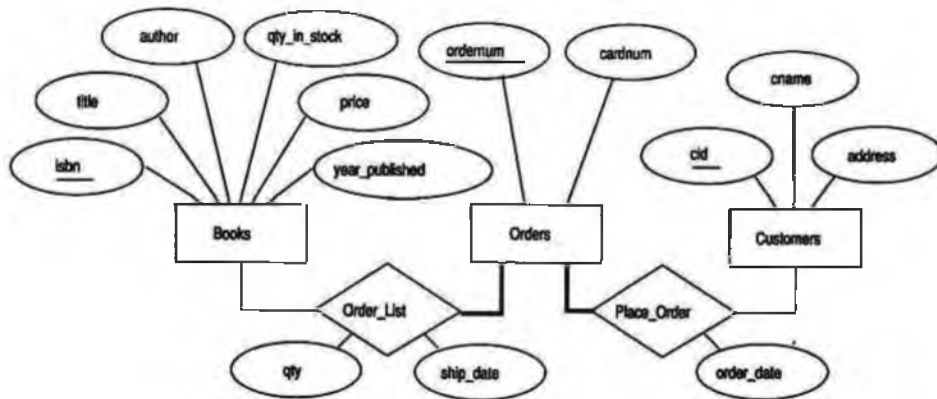 author
qty_in_stock
ordernum
cardnum
cname
title
price
isbn
year_published
cid
address
Books
Orders
Customers
Order_List
Place_Order
qty
ship_date
order_date